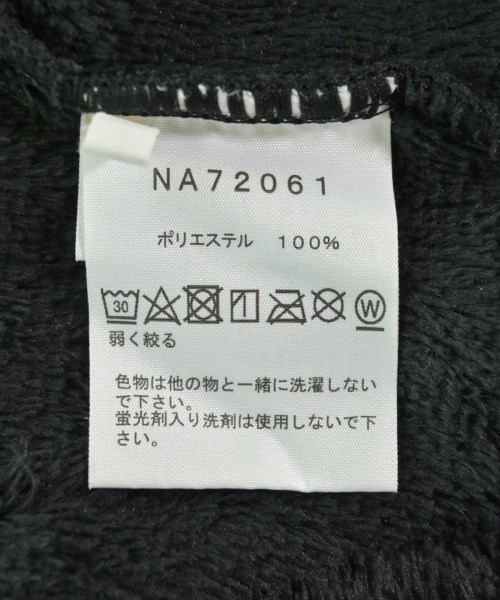 NA72061
ポリエステル 100%
30 W
弱く絞る
色物は他の物と一緒に洗濯しない
で下さい。
蛍光剤入り洗剤は使用しないで下
さい。